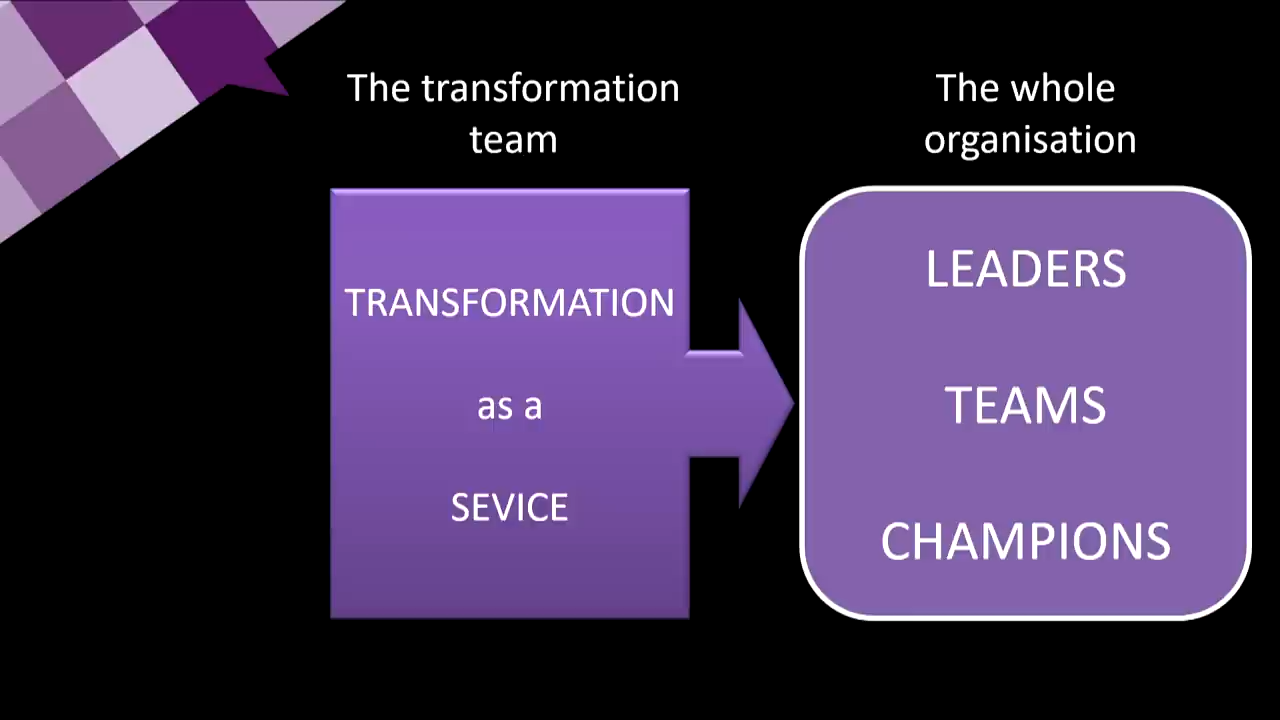 The transformation
team
TRANSFORMATION
as a
SEVICE
The whole
organisation
LEADERS
TEAMS
CHAMPIONS